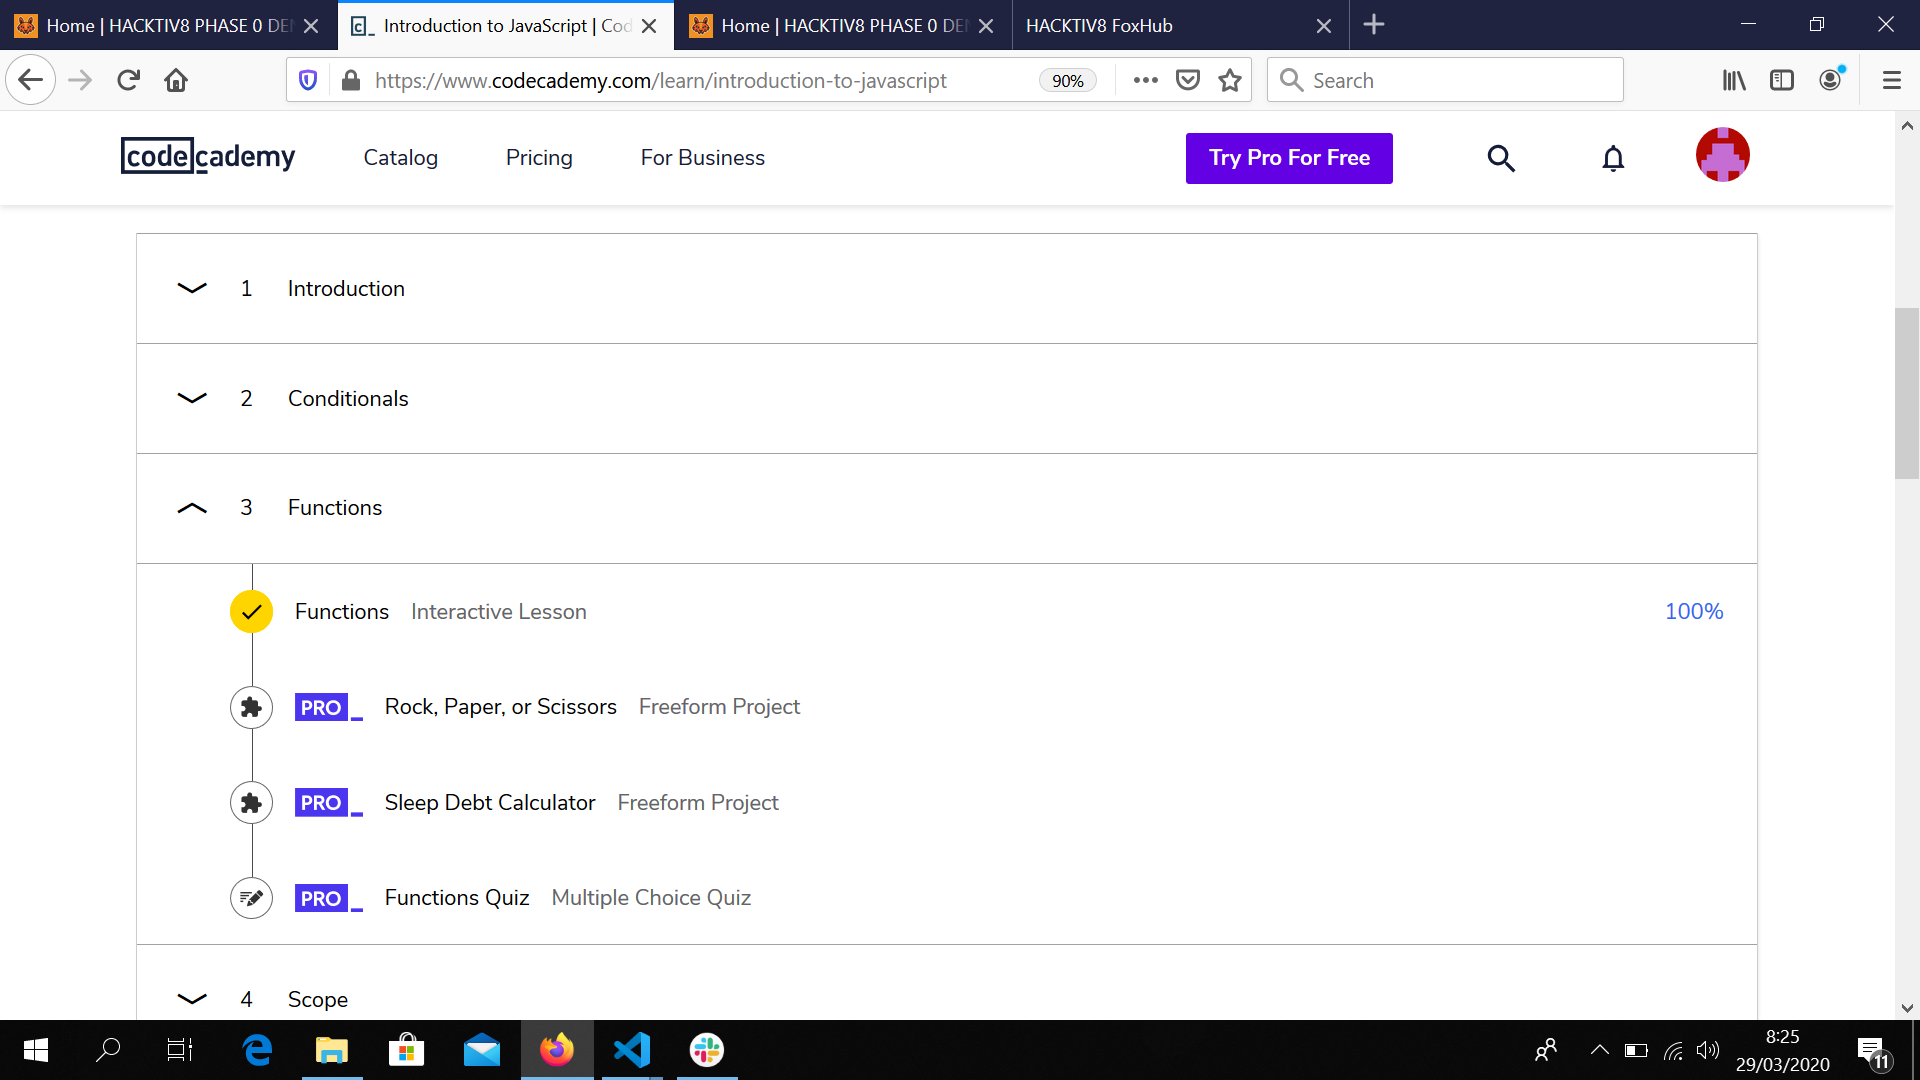 Home | HACKTIV8 PHASE 0 DE
Introduction to JavaScript | Cod
Home | HACKTIV8 PHASE 0 DE
HACKTIV8 FoxHub
https://www.codecademy.com/learn/introduction-to-javascript
90%
Search
codecademy
Catalog
Pricing
For Business
Try Pro For Free
1 Introduction
2 Conditionals
3 Functions
Functions Interactive Lesson 100%
PRO_ Rock, Paper, or Scissors Freeform Project
PRO_ Sleep Debt Calculator Freeform Project
PRO_ Functions Quiz Multiple Choice Quiz
4 Scope
8:25
29/03/2020
11